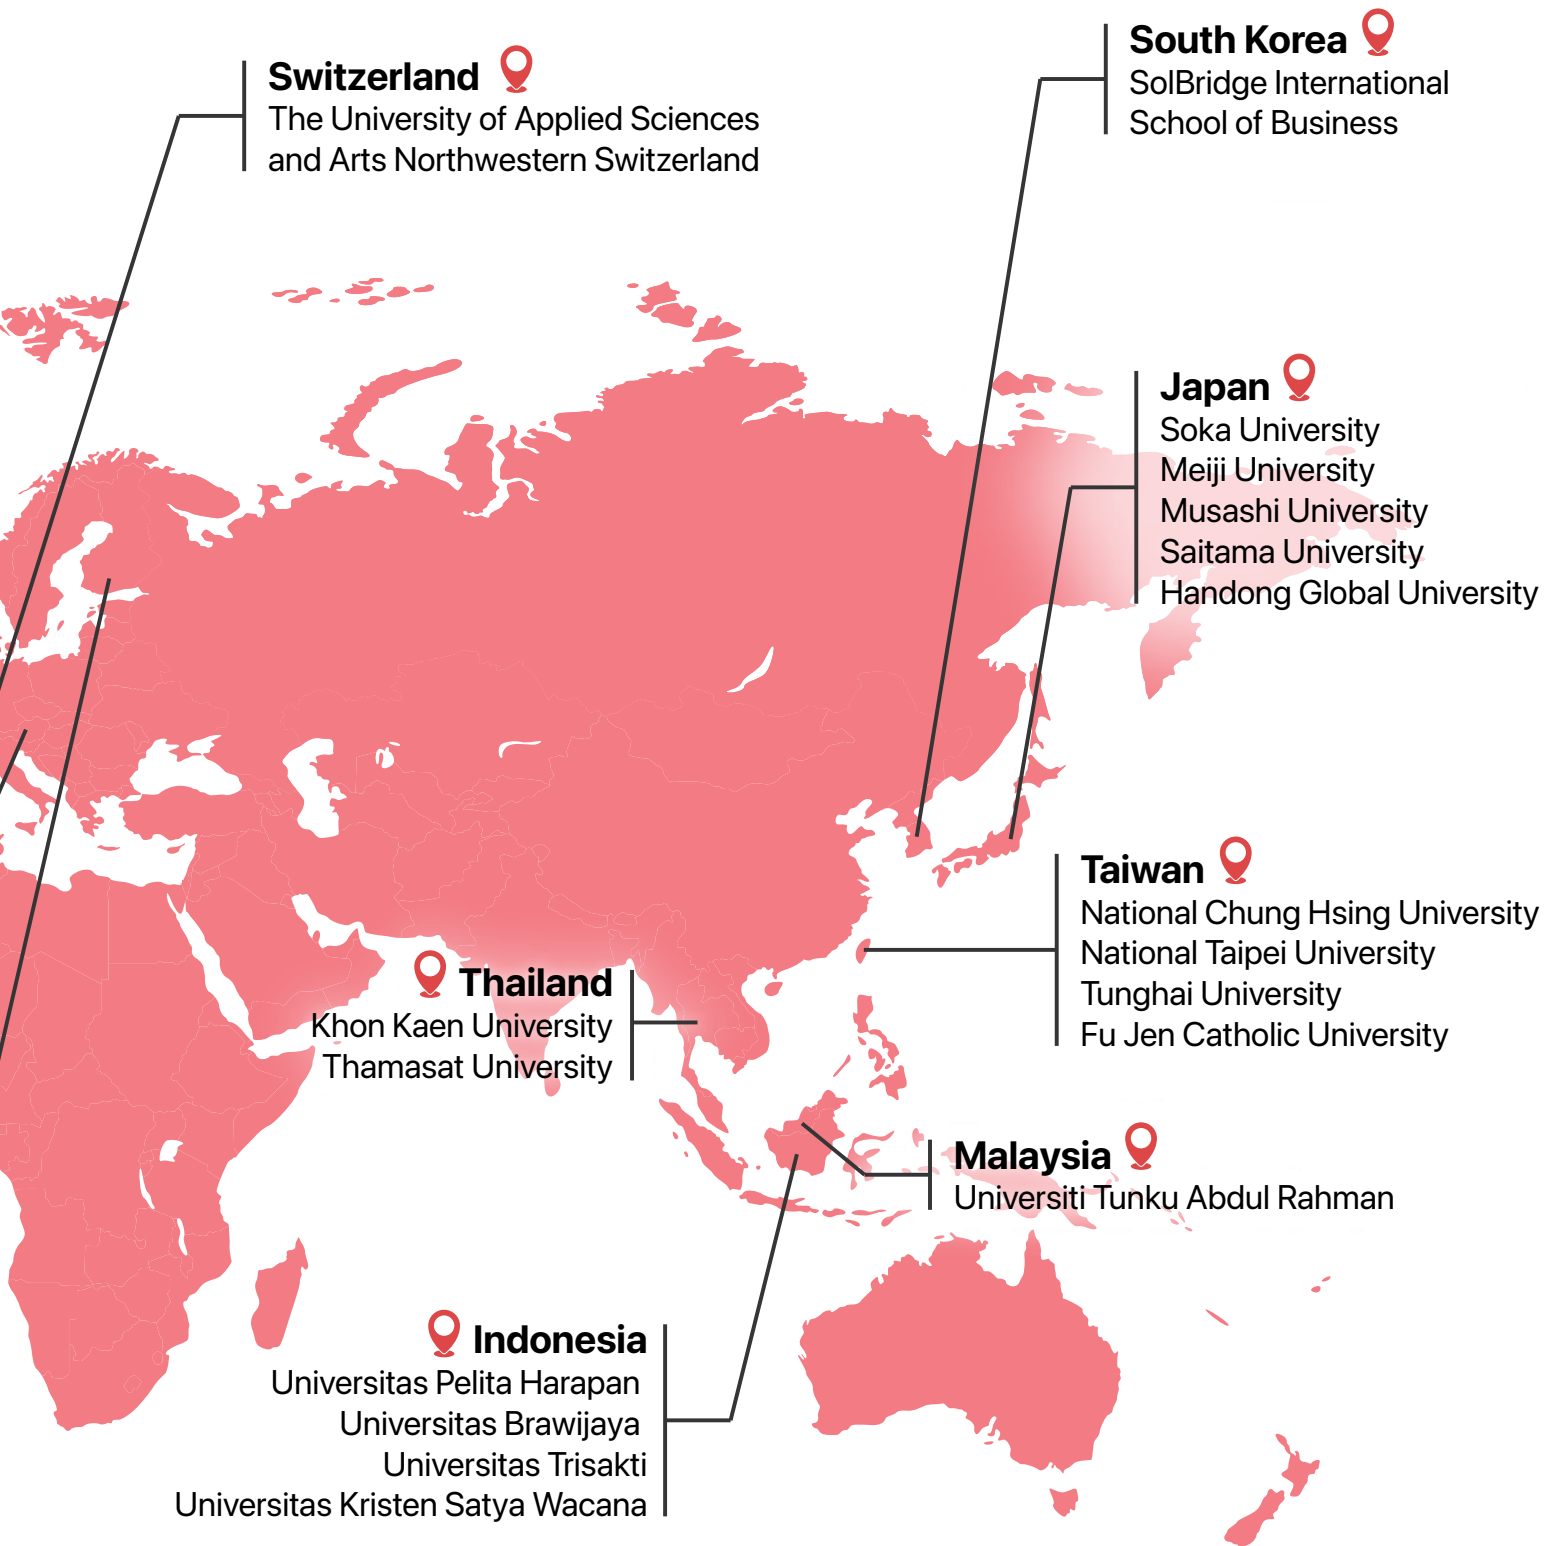 Switzerland
The University of Applied Sciences
and Arts Northwestern Switzerland
South Korea
SolBridge International
School of Business
Japan
Soka University
Meiji University
Musashi University
Saitama University
Handong Global University
Taiwan
National Chung Hsing University
National Taipei University
Tunghai University
Fu Jen Catholic University
Thailand
Khon Kaen University
Thamasat University
Malaysia
Universiti Tunku Abdul Rahman
Indonesia
Universitas Pelita Harapan
Universitas Brawijaya
Universitas Trisakti
Universitas Kristen Satya Wacana